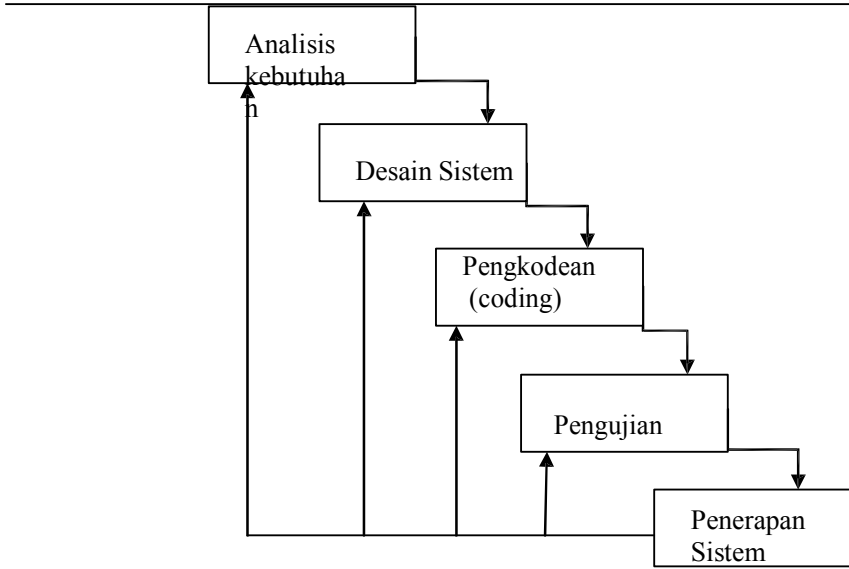 Analisis
kebutuha
n
Desain Sistem
Pengkodean
(coding)
Pengujian
Penerapan
Sistem